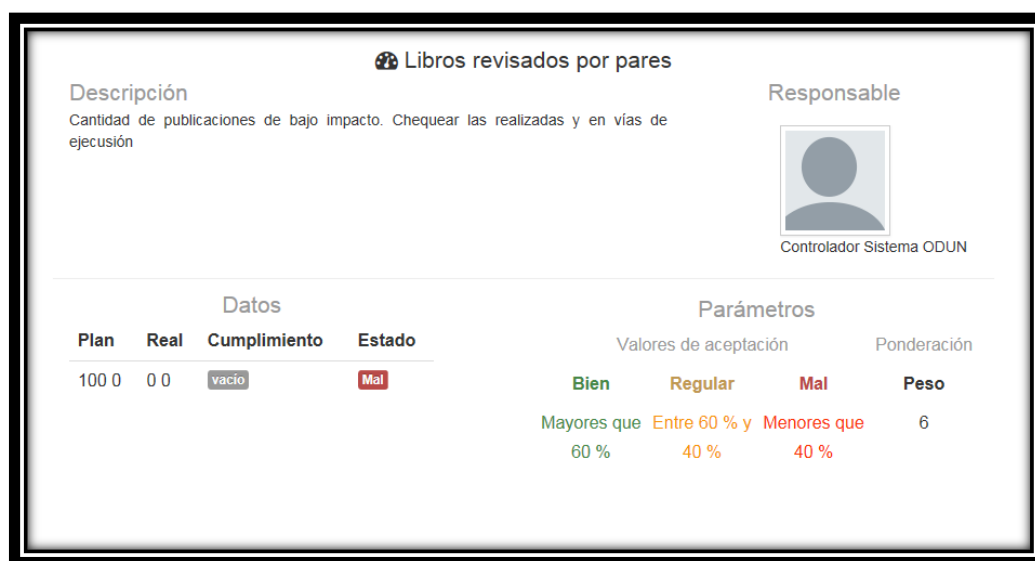 Libros revisados por pares
Descripción
Cantidad de publicaciones de bajo impacto. Chequear las realizadas y en vías de
ejecusión
Responsable
Controlador Sistema ODUN
Datos
Plan Real Cumplimiento Estado
100 0 0 0 vacio Mal
Parámetros
Valores de aceptación Ponderación
Bien Regular Mal Peso
Mayores que Entre 60 % y Menores que 6
60 % 40 % 40 %